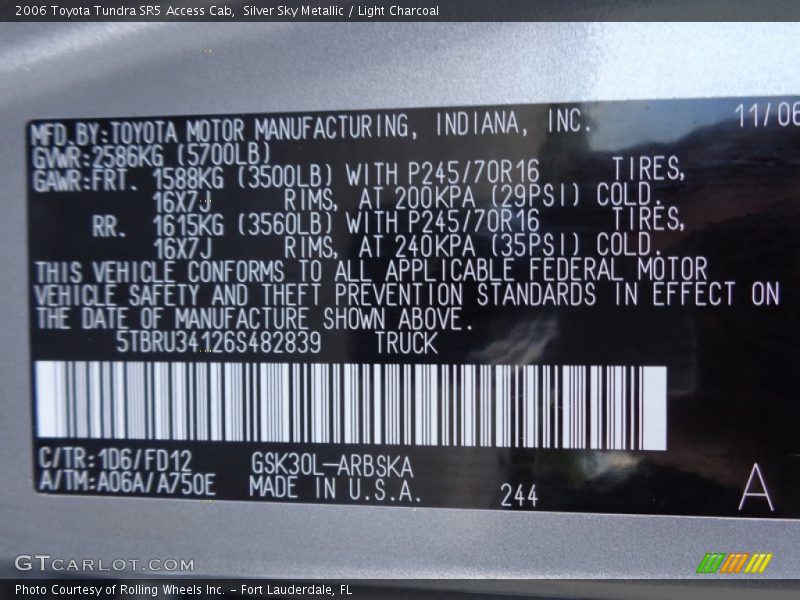 2006 Toyota Tundra SR5 Access Cab, Silver Sky Metallic / Light Charcoal
11/06
MFD.BY:TOYOTA MOTOR MANUFACTURING, INDIANA, INC.
GVWR:2586KG (5700LB)
GAWR:FRT. 1588KG (3500LB) WITH P245/70R16 TIRES,
16X7J RIMS, AT 200KPA (29PSI) COLD.
RR. 1615KG (3560LB) WITH P245/70R16 TIRES,
16X7J RIMS, AT 240KPA (35PSI) COLD.
THIS VEHICLE CONFORMS TO ALL APPLICABLE FEDERAL MOTOR
VEHICLE SAFETY AND THEFT PREVENTION STANDARDS IN EFFECT ON
THE DATE OF MANUFACTURE SHOWN ABOVE.
5TBRU34126S482839 TRUCK
C/TR:1D6/FD12 GSK30L-ARBSKA
A/TM:A06A/A750E MADE IN U.S.A. 244 A
GTCARLOT.COM
Photo Courtesy of Rolling Wheels Inc. - Fort Lauderdale, FL